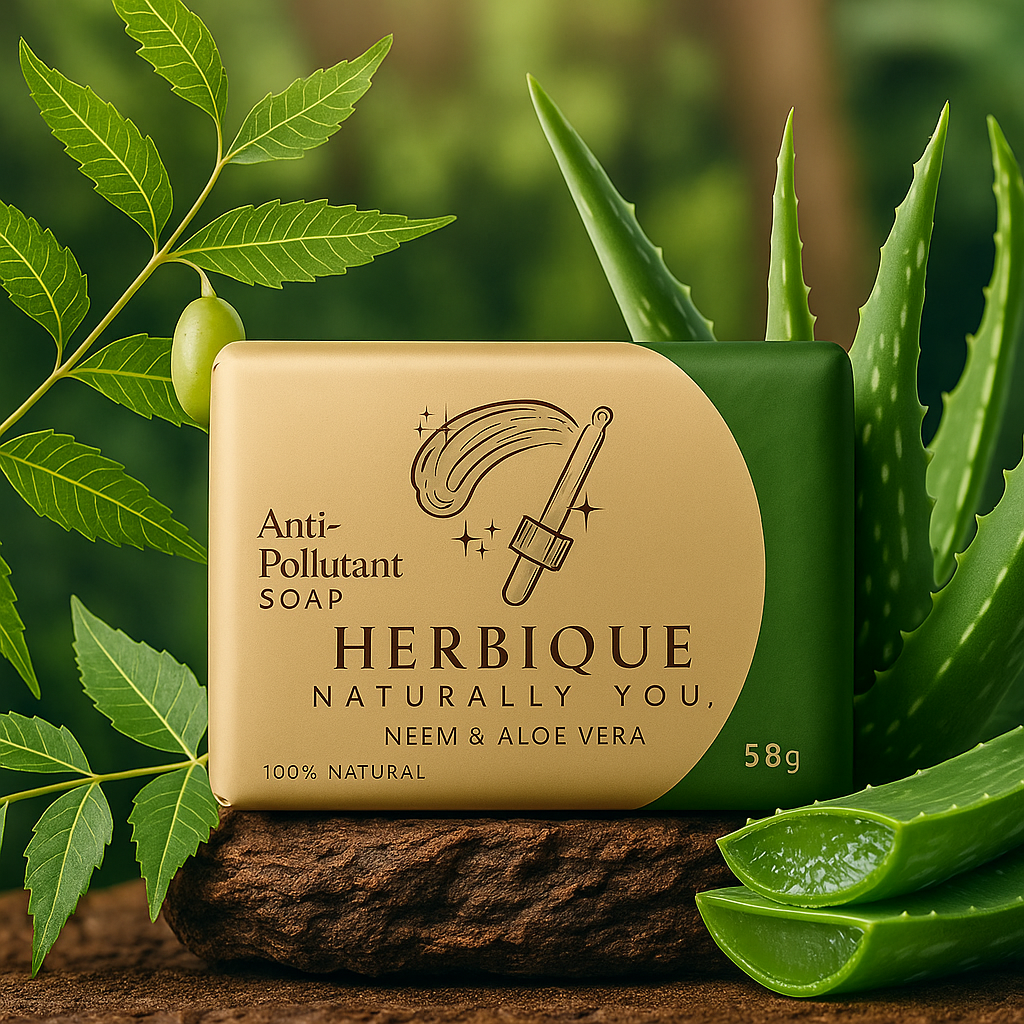 Anti-
Pollutant
SOAP
HERBIQUE
NATURALLY YOU,
NEEM & ALOE VERA
100% NATURAL
58g